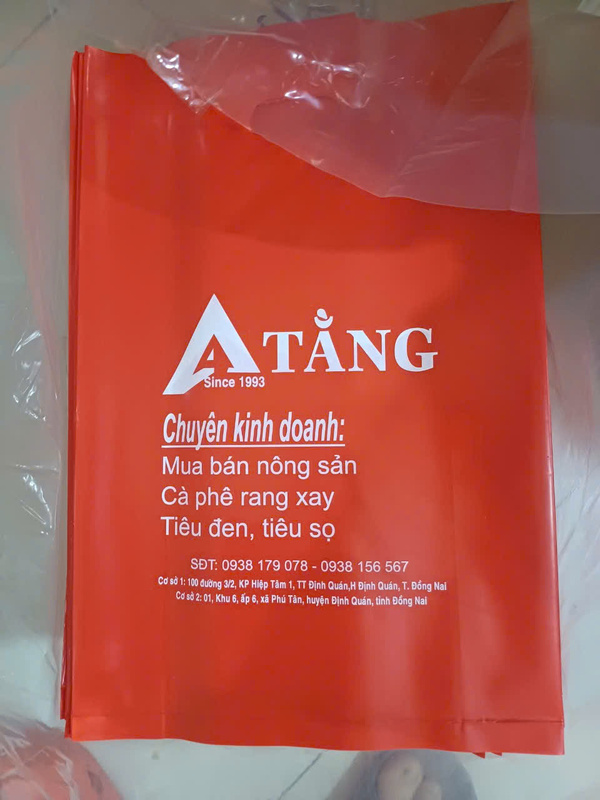 A TẰNG
Since 1993
Chuyên kinh doanh:
Mua bán nông sản
Cà phê rang xay
Tiêu đen, tiêu sọ
SĐT: 0938 179 078 - 0938 156 567
Cơ sở 1: 100 đường 3/2, KP Hiệp Tâm 1, TT Định Quán,H Định Quán, T. Đồng Nai
Cơ sở 2: 01, Khu 6, ấp 6, xã Phú Tân, huyện Định Quán, tỉnh Đồng Nai